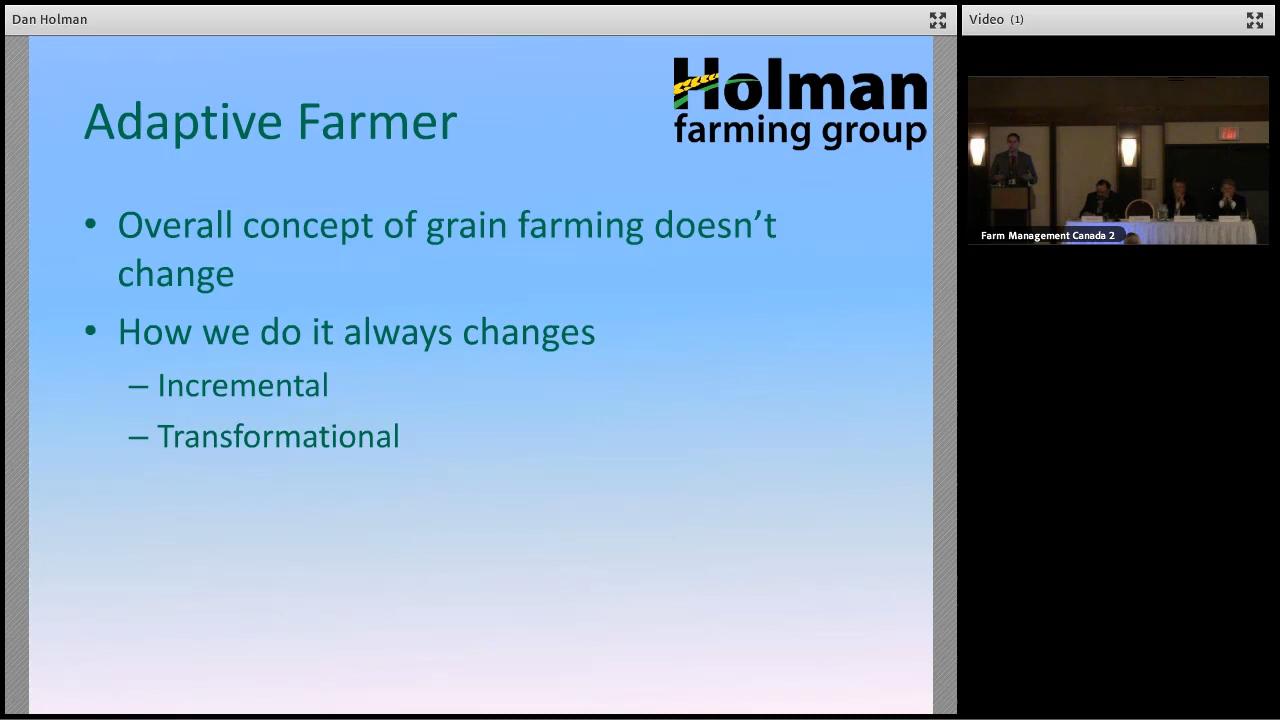 Dan Holman
Video (1)
Holman
farming group
Adaptive Farmer
• Overall concept of grain farming doesn’t
change
• How we do it always changes
– Incremental
– Transformational
Farm Management Canada 2